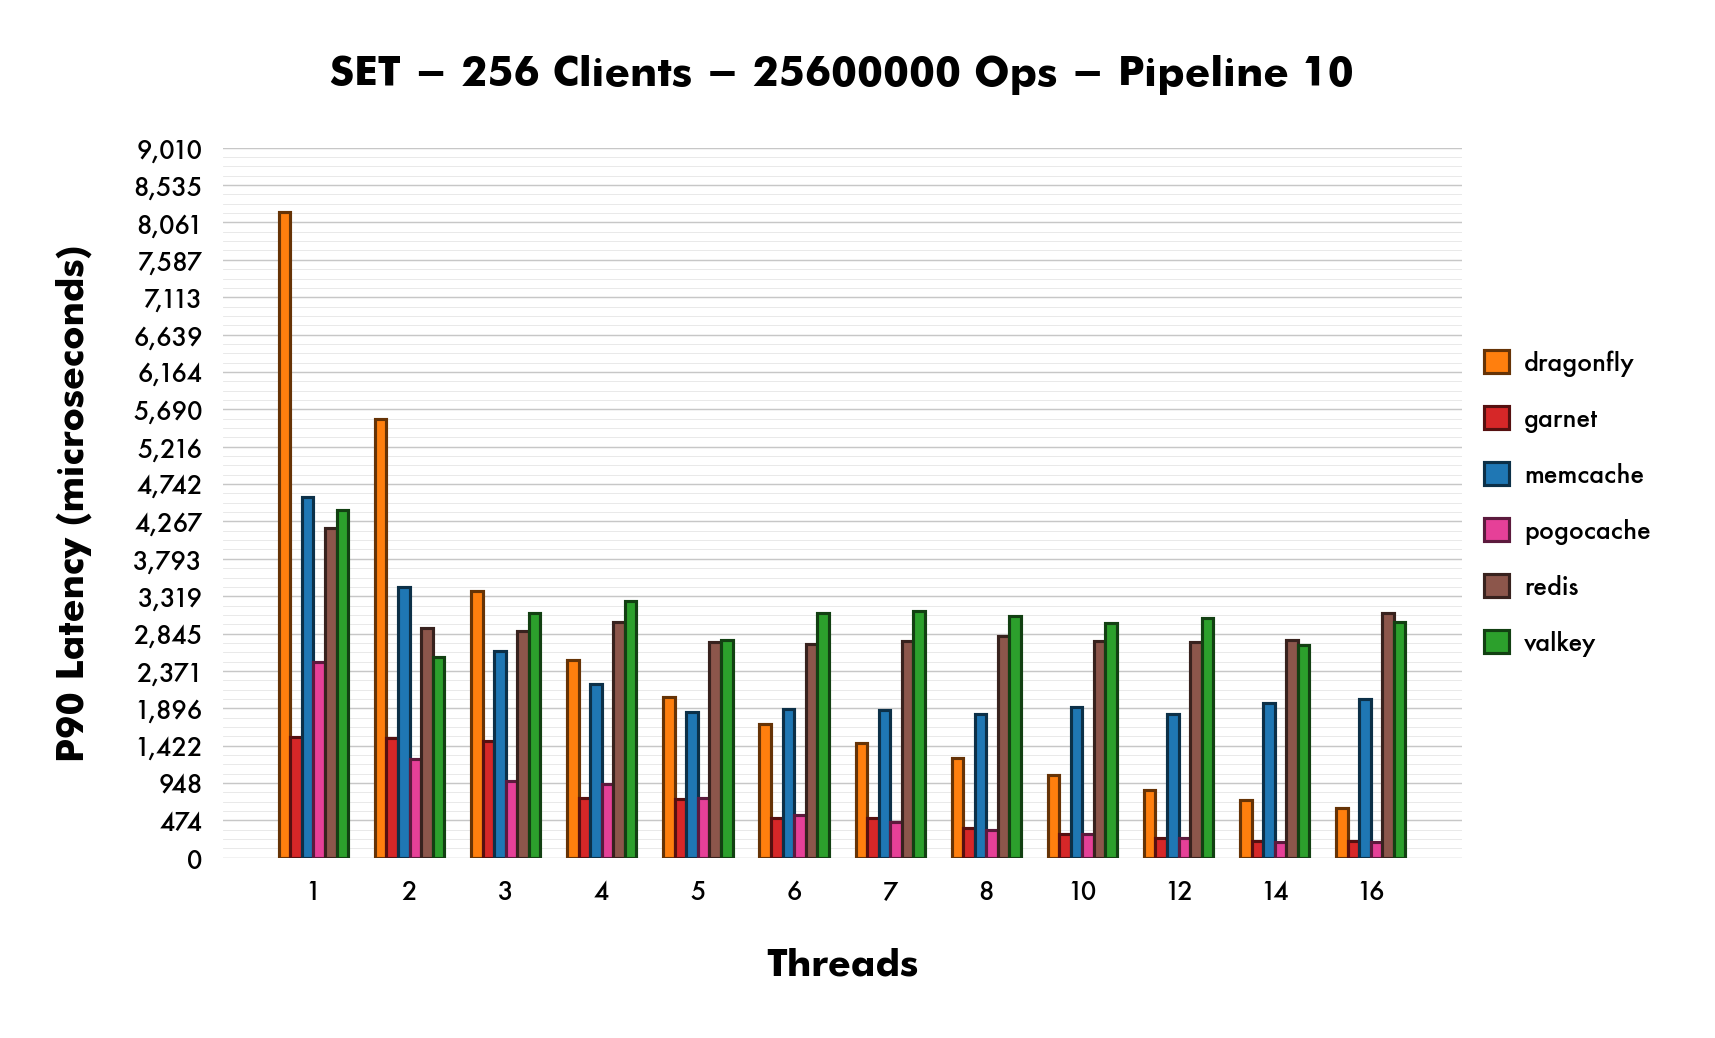 SET – 256 Clients – 25600000 Ops – Pipeline 10
P90 Latency (microseconds)
9,010
8,535
8,061
7,587
7,113
6,639
6,164
5,690
5,216
4,742
4,267
3,793
3,319
2,845
2,371
1,896
1,422
948
474
0
dragonfly
garnet
memcache
pogocache
redis
valkey
1 2 3 4 5 6 7 8 10 12 14 16
Threads